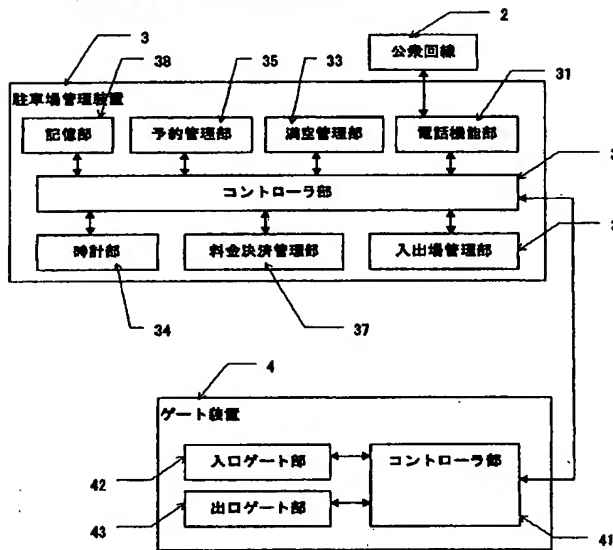 2
3
38
35
33
公衆回線
31
駐車場管理装置
記憶部
予約管理部
満空管理部
電話機能部
3
コントローラ部
3
時計部
料金決済管理部
入出場管理部
34
37
4
ゲート装置
入口ゲート部
コントローラ部
42
出口ゲート部
43
41